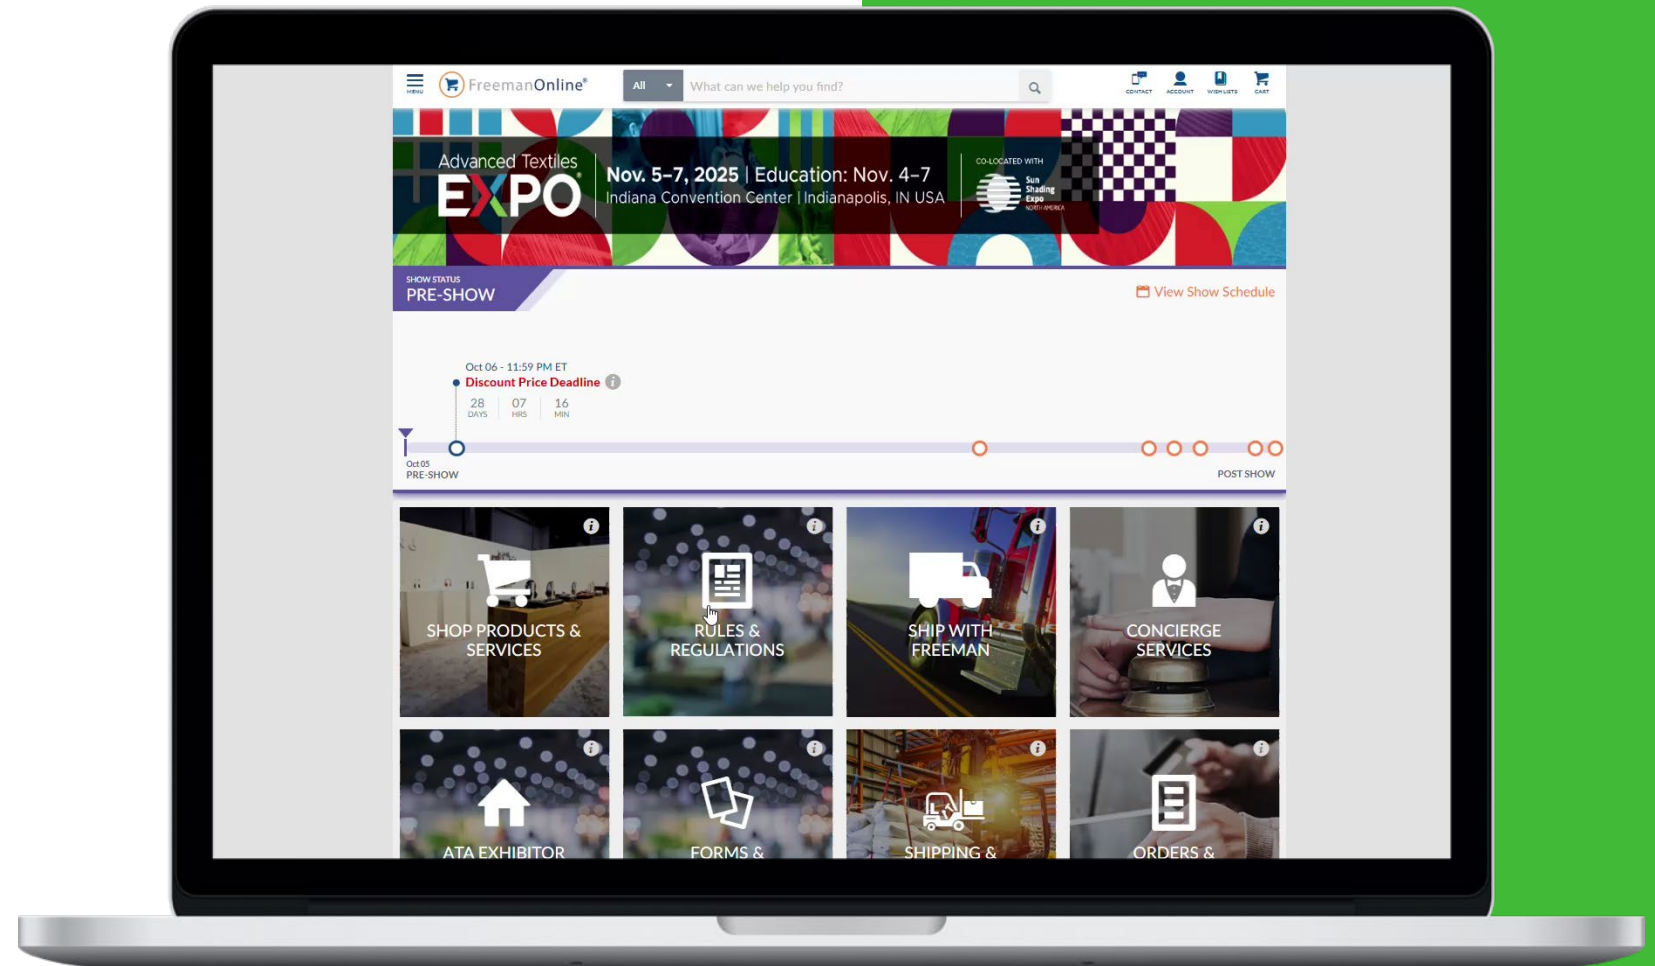 MENU
FreemanOnline®
All
What can we help you find?
CONTACT
ACCOUNT
WISH LISTS
CART
Advanced Textiles
EXPO
Nov. 5–7, 2025 | Education: Nov. 4–7
Indiana Convention Center | Indianapolis, IN USA
CO-LOCATED WITH
Sun
Shading
Expo
NORTH AMERICA
SHOW STATUS
PRE-SHOW
View Show Schedule
Oct 06 - 11:59 PM ET
Discount Price Deadline
28 07 16
DAYS HRS MIN
Oct 05
PRE-SHOW
POST SHOW
SHOP PRODUCTS &
SERVICES
RULES &
REGULATIONS
SHIP WITH
FREEMAN
CONCIERGE
SERVICES
ATA EXHIBITOR
FORMS &
SHIPPING &
ORDERS &